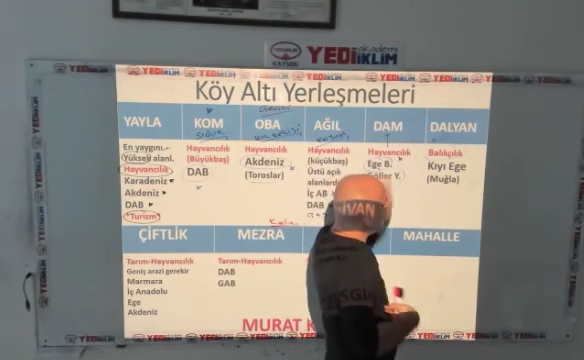 YEDİİKLİM akademi
KAYSERİ
Köy Altı Yerleşmeleri
YAYLA KOM OBA AĞIL DAM DALYAN
En yaygını.
Yüksek alanl.
Hayvancılık
Karadeniz
Akdeniz
DAB
Turizm
Hayvancılık
(Büyükbaş)
DAB
Hayvancılık
Akdeniz
(Toroslar)
Hayvancılık
(küçükbaş)
Üstü açık
alanlard
İç AB
DAB
Hayvancılık
Ege B.
Göller Y.
Balıkçılık
Kıyı Ege
(Muğla)
ÇİFTLİK MEZRA MAHALLE
Tarım-Hayvancılık
Geniş arazi gerekir
Marmara
İç Anadolu
Ege
Akdeniz
Tarım-Hayvancılık
DAB
GAB
MURAT